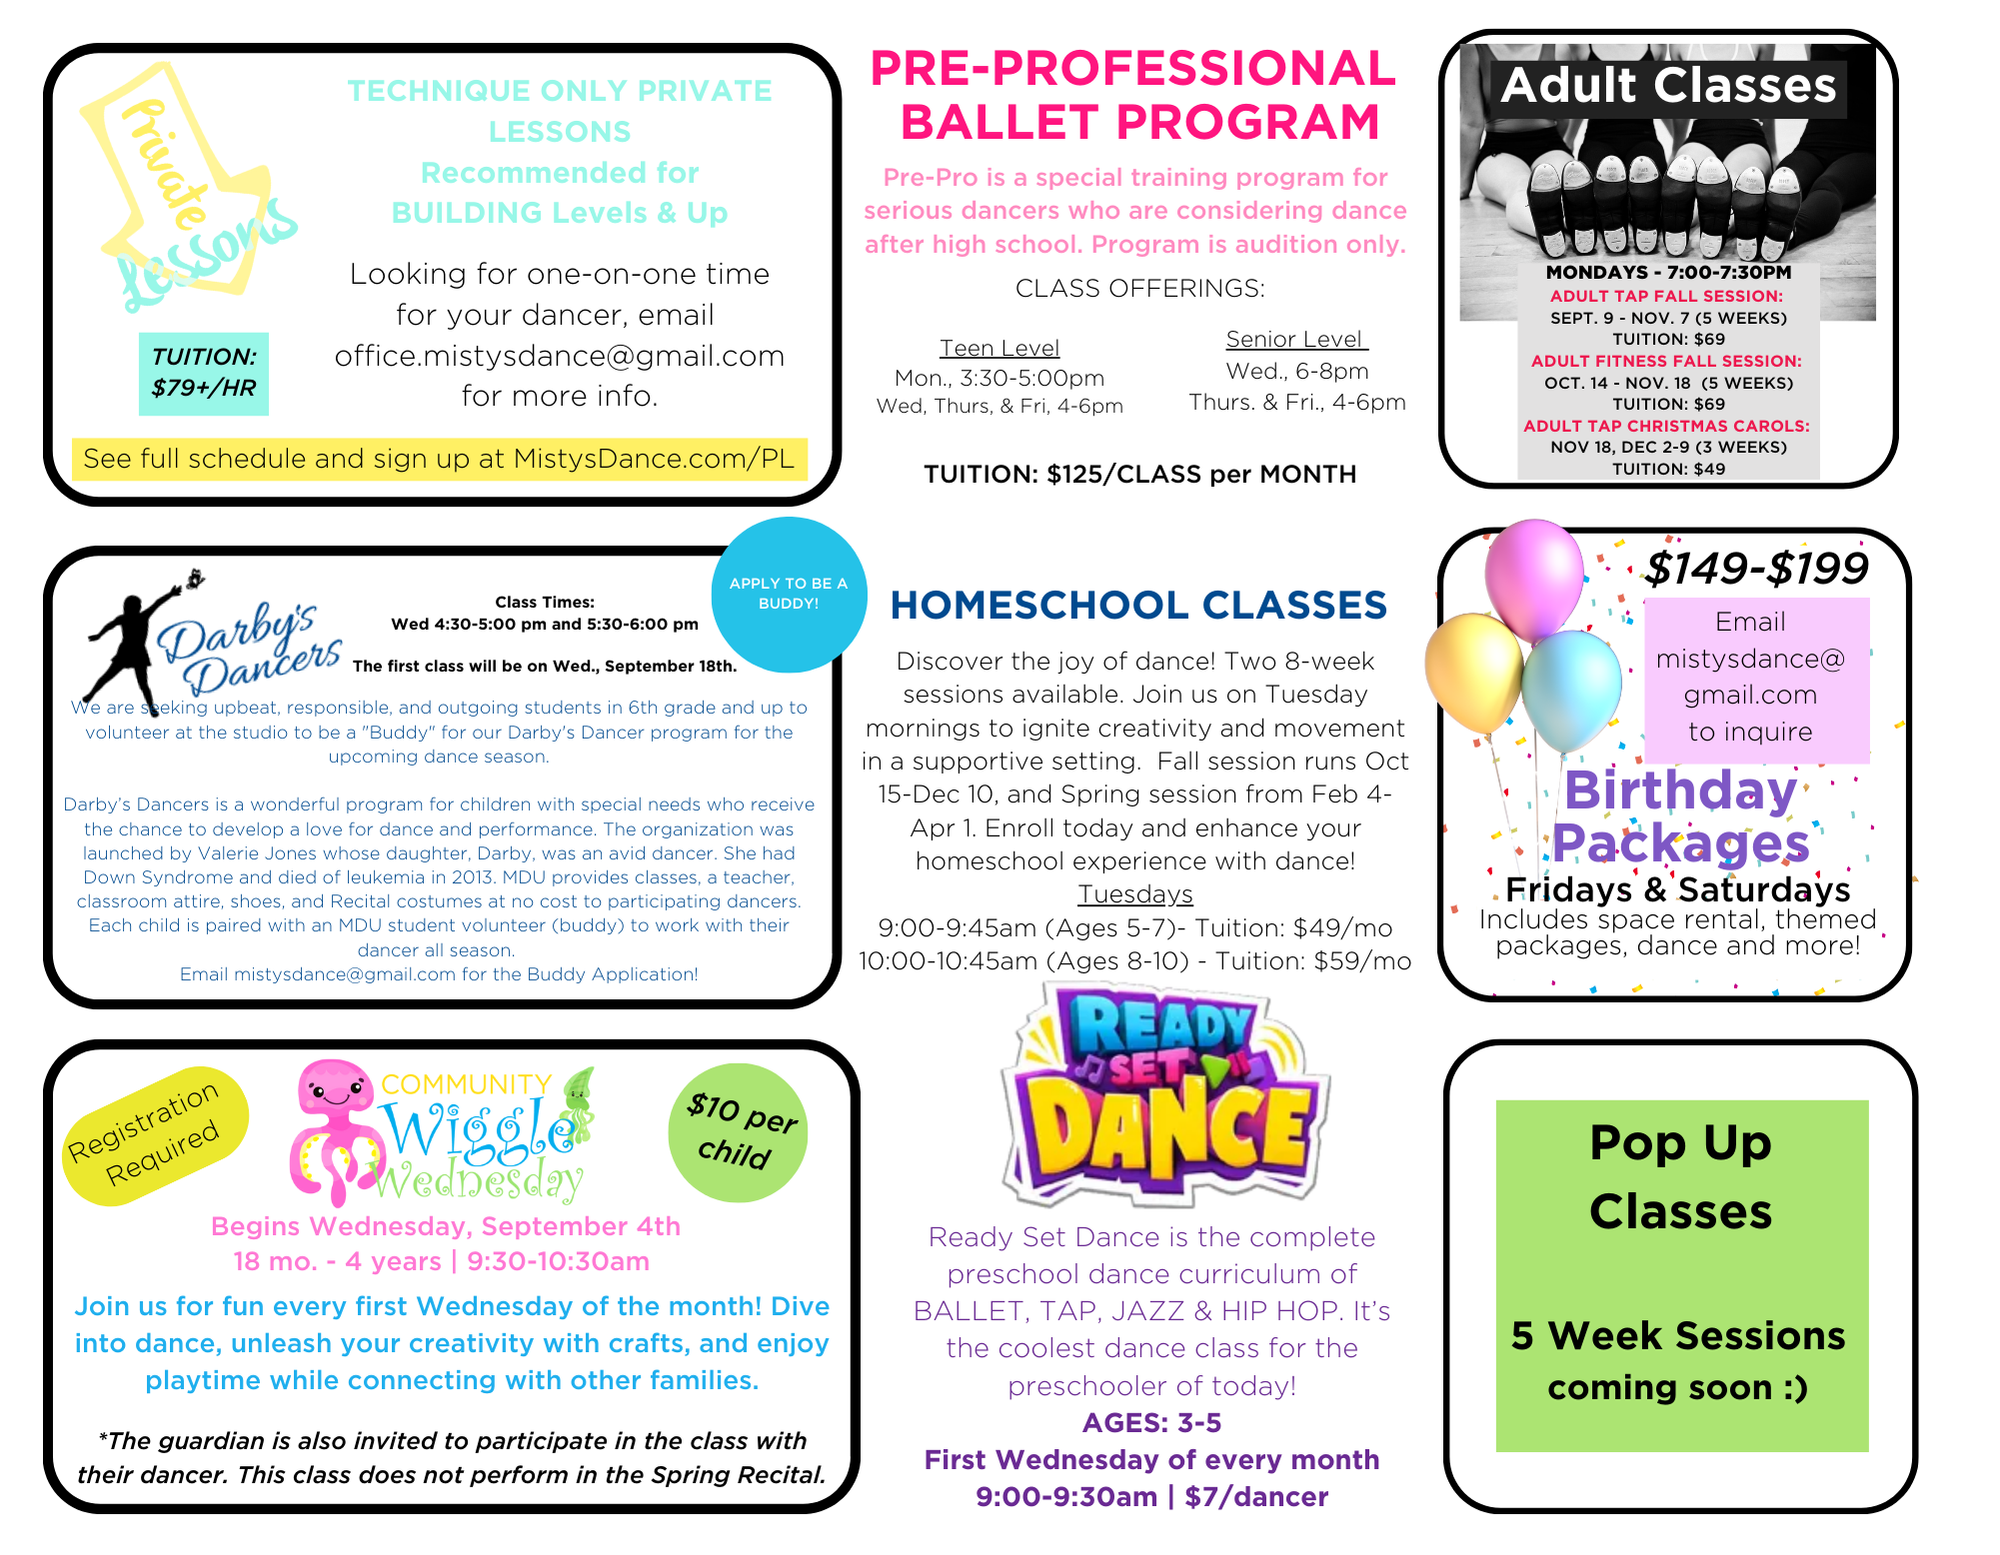 Private
Lessons
TUITION:
$79+/HR
TECHNIQUE ONLY PRIVATE
LESSONS
Recommended for
BUILDING Levels & Up
Looking for one-on-one time
for your dancer, email
office.mistysdance@gmail.com
for more info.
See full schedule and sign up at MistysDance.com/PL
PRE-PROFESSIONAL
BALLET PROGRAM
Pre-Pro is a special training program for
serious dancers who are considering dance
after high school. Program is audition only.
CLASS OFFERINGS:
Teen Level
Mon., 3:30-5:00pm
Wed, Thurs, & Fri, 4-6pm
Senior Level
Wed., 6-8pm
Thurs. & Fri., 4-6pm
TUITION: $125/CLASS per MONTH
Adult Classes
MONDAYS - 7:00-7:30PM
ADULT TAP FALL SESSION:
SEPT. 9 - NOV. 7 (5 WEEKS)
TUITION: $69
ADULT FITNESS FALL SESSION:
OCT. 14 - NOV. 18 (5 WEEKS)
TUITION: $69
ADULT TAP CHRISTMAS CAROLS:
NOV 18, DEC 2-9 (3 WEEKS)
TUITION: $49
Darby's
Dancers
Class Times:
Wed 4:30-5:00 pm and 5:30-6:00 pm
The first class will be on Wed., September 18th.
APPLY TO BE A
BUDDY!
We are seeking upbeat, responsible, and outgoing students in 6th grade and up to
volunteer at the studio to be a "Buddy" for our Darby's Dancer program for the
upcoming dance season.
Darby's Dancers is a wonderful program for children with special needs who receive
the chance to develop a love for dance and performance. The organization was
launched by Valerie Jones whose daughter, Darby, was an avid dancer. She had
Down Syndrome and died of leukemia in 2013. MDU provides classes, a teacher,
classroom attire, shoes, and Recital costumes at no cost to participating dancers.
Each child is paired with an MDU student volunteer (buddy) to work with their
dancer all season.
Email mistysdance@gmail.com for the Buddy Application!
HOMESCHOOL CLASSES
Discover the joy of dance! Two 8-week
sessions available. Join us on Tuesday
mornings to ignite creativity and movement
in a supportive setting. Fall session runs Oct
15-Dec 10, and Spring session from Feb 4-
Apr 1. Enroll today and enhance your
homeschool experience with dance!
Tuesdays
9:00-9:45am (Ages 5-7)- Tuition: $49/mo
10:00-10:45am (Ages 8-10) - Tuition: $59/mo
$149-$199
Email
mistysdance@
gmail.com
to inquire
Birthday
Packages
Fridays & Saturdays
Includes space rental, themed
packages, dance and more!
Registration
Required
COMMUNITY
Wiggle
Wednesday
$10 per
child
Begins Wednesday, September 4th
18 mo. - 4 years | 9:30-10:30am
Join us for fun every first Wednesday of the month! Dive
into dance, unleash your creativity with crafts, and enjoy
playtime while connecting with other families.
*The guardian is also invited to participate in the class with
their dancer. This class does not perform in the Spring Recital.
READY
SET
DANCE
Ready Set Dance is the complete
preschool dance curriculum of
BALLET, TAP, JAZZ & HIP HOP. It's
the coolest dance class for the
preschooler of today!
AGES: 3-5
First Wednesday of every month
9:00-9:30am | $7/dancer
Pop Up
Classes
5 Week Sessions
coming soon :)